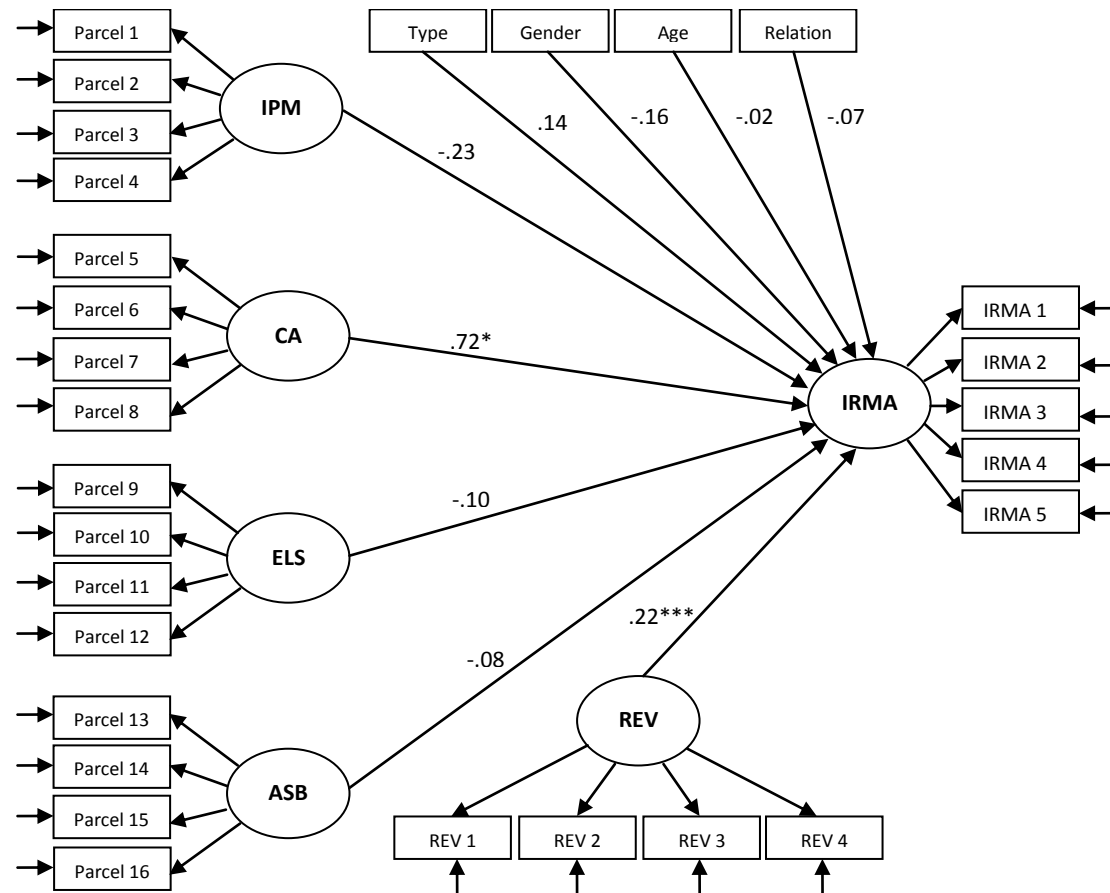 Parcel 1
Parcel 2
Parcel 3
Parcel 4
IPM
Type
Gender
Age
Relation
.14
-.16
-.02
-.07
-.23
Parcel 5
Parcel 6
Parcel 7
Parcel 8
CA
.72*
IRMA
IRMA 1
IRMA 2
IRMA 3
IRMA 4
IRMA 5
Parcel 9
Parcel 10
Parcel 11
Parcel 12
ELS
-.10
.22***
-.08
Parcel 13
Parcel 14
Parcel 15
Parcel 16
ASB
REV
REV 1
REV 2
REV 3
REV 4